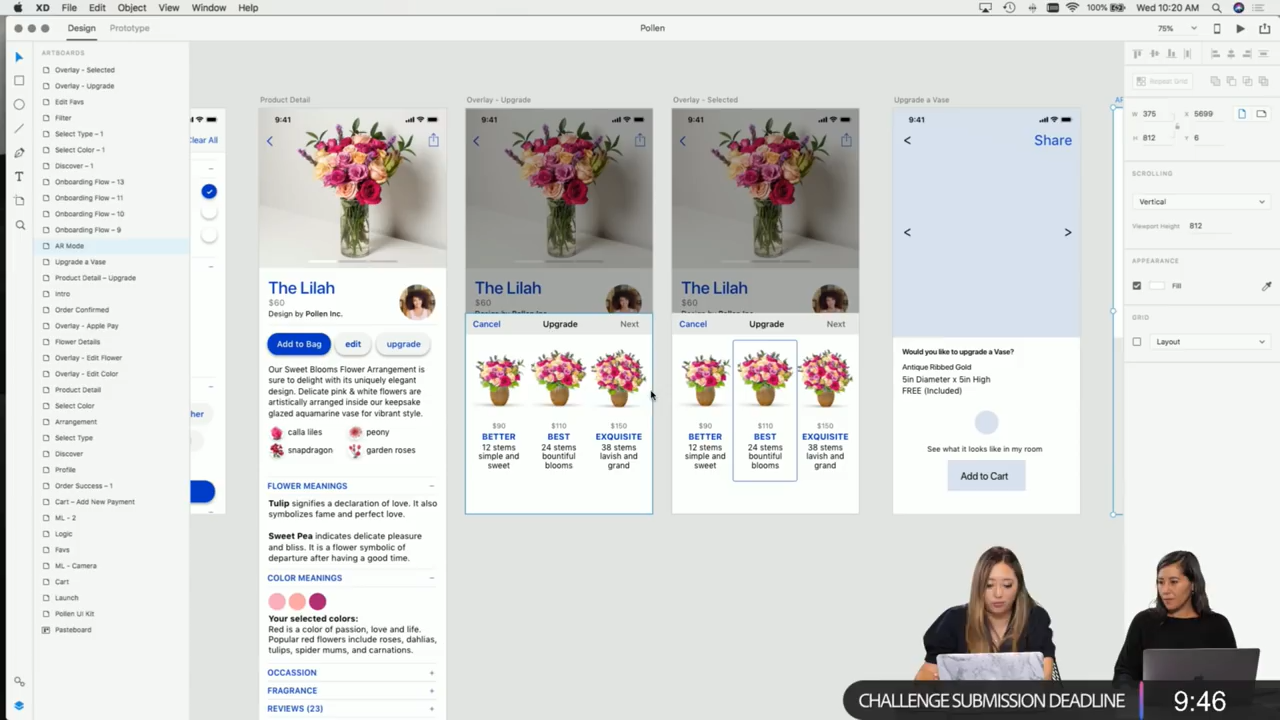 XD File Edit Object View Window Help
100% Wed 10:20 AM
Design Prototype
Pollen
75%
ARTBOARDS
Overlay - Selected
Overlay - Upgrade
Edit Favs
Filter
Select Type – 1
Select Color – 1
Discover – 1
Onboarding Flow – 13
Onboarding Flow – 11
Onboarding Flow – 10
Onboarding Flow – 9
AR Mode
Upgrade a Vase
Product Detail – Upgrade
Intro
Order Confirmed
Overlay - Apple Pay
Flower Details
Overlay - Edit Flower
Overlay - Edit Color
Product Detail
Select Color
Arrangement
Select Type
Discover
Profile
Order Success – 1
Cart – Add New Payment
ML - 2
Logic
Favs
ML - Camera
Cart
Launch
Pollen UI Kit
Pasteboard
Clear All
her
Product Detail
9:41
The Lilah
$60
Design by Pollen Inc.
Add to Bag edit upgrade
Our Sweet Blooms Flower Arrangement is
sure to delight with its uniquely elegant
design. Delicate pink & white flowers are
artistically arranged inside our keepsake
glazed aquamarine vase for vibrant style.
calla liles peony
snapdragon garden roses
FLOWER MEANINGS –
Tulip signifies a declaration of love. It also
symbolizes fame and perfect love.
Sweet Pea indicates delicate pleasure
and bliss. It is a flower symbolic of
departure after having a good time.
COLOR MEANINGS –
Your selected colors:
Red is a color of passion, love and life.
Popular red flowers include roses, dahlias,
tulips, spider mums, and carnations.
OCCASSION +
FRAGRANCE +
REVIEWS (23) +
Overlay - Upgrade
9:41
The Lilah
$60
Design by Pollen Inc.
Cancel Upgrade Next
$90 $110 $150
BETTER BEST EXQUISITE
12 stems 24 stems 38 stems
simple and bountiful lavish and
sweet blooms grand
Overlay - Selected
9:41
The Lilah
$60
Design by Pollen Inc.
Cancel Upgrade Next
$90 $110 $150
BETTER BEST EXQUISITE
12 stems 24 stems 38 stems
simple and bountiful lavish and
sweet blooms grand
Upgrade a Vase
9:41
< Share
< >
Would you like to upgrade a Vase?
Antique Ribbed Gold
5in Diameter x 5in High
FREE (Included)
See what it looks like in my room
Add to Cart
AR
Repeat Grid
W 375 X 5699
H 812 Y 6
SCROLLING
Vertical
Viewport Height 812
APPEARANCE
Fill
GRID
Layout
CHALLENGE SUBMISSION DEADLINE 9:46